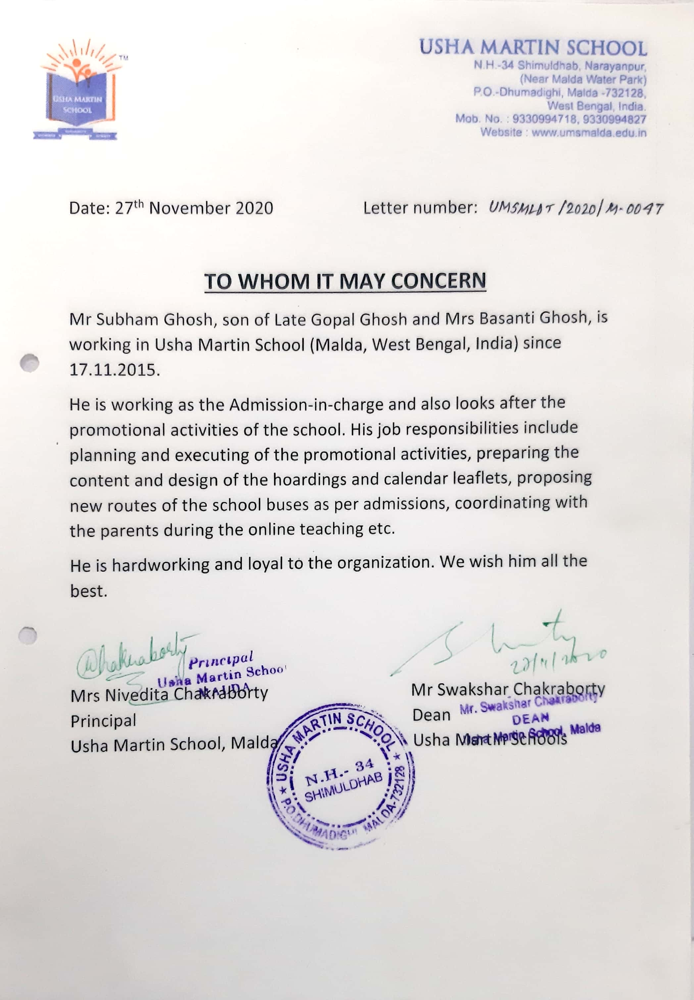 TM
USHA MARTIN
SCHOOL
USHA MARTIN SCHOOL
N.H.-34 Shimuldhab, Narayanpur,
(Near Malda Water Park)
P.O.-Dhumadighi, Malda -732128,
West Bengal, India.
Mob. No. : 9330994718, 9330994827
Website : www.umsmalda.edu.in
Date: 27th November 2020
Letter number: UMSMLDT/2020/M-0047
TO WHOM IT MAY CONCERN
Mr Subham Ghosh, son of Late Gopal Ghosh and Mrs Basanti Ghosh, is
working in Usha Martin School (Malda, West Bengal, India) since
17.11.2015.
He is working as the Admission-in-charge and also looks after the
promotional activities of the school. His job responsibilities include
planning and executing of the promotional activities, preparing the
content and design of the hoardings and calendar leaflets, proposing
new routes of the school buses as per admissions, coordinating with
the parents during the online teaching etc.
He is hardworking and loyal to the organization. We wish him all the
best.
Chakraborty
Principal
Usha Martin School
MALDA
Mrs Nivedita Chakraborty
Principal
Usha Martin School, Malda
27/11/2020
Mr Swakshar Chakraborty
Dean
Usha Martin Schools
Mr. Swakshar Chakraborty
DEAN
Usha Martin School, Malda
USHA MARTIN SCHOOL
N.H.- 34
SHIMULDHAB
P.O.DHUMADIGHI MALDA-732128